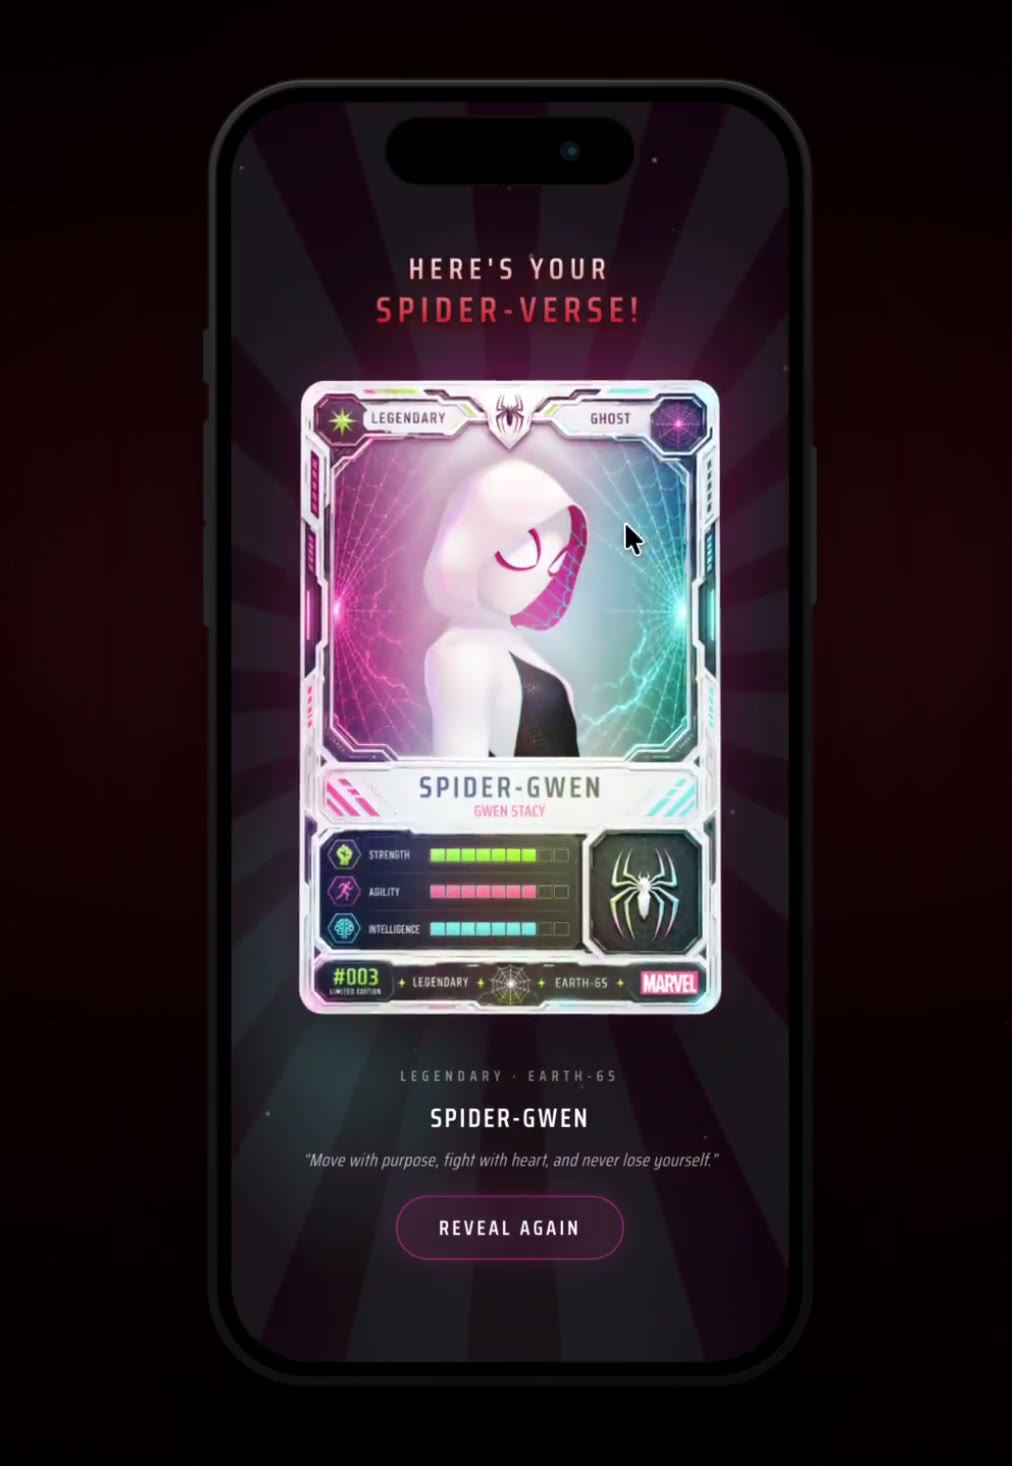 HERE'S YOUR
SPIDER-VERSE!
LEGENDARY
GHOST
SPIDER-GWEN
GWEN STACY
STRENGTH
AGILITY
INTELLIGENCE
#003
LIMITED EDITION
LEGENDARY
EARTH-65
MARVEL
LEGENDARY · EARTH-65
SPIDER-GWEN
"Move with purpose, fight with heart, and never lose yourself."
REVEAL AGAIN